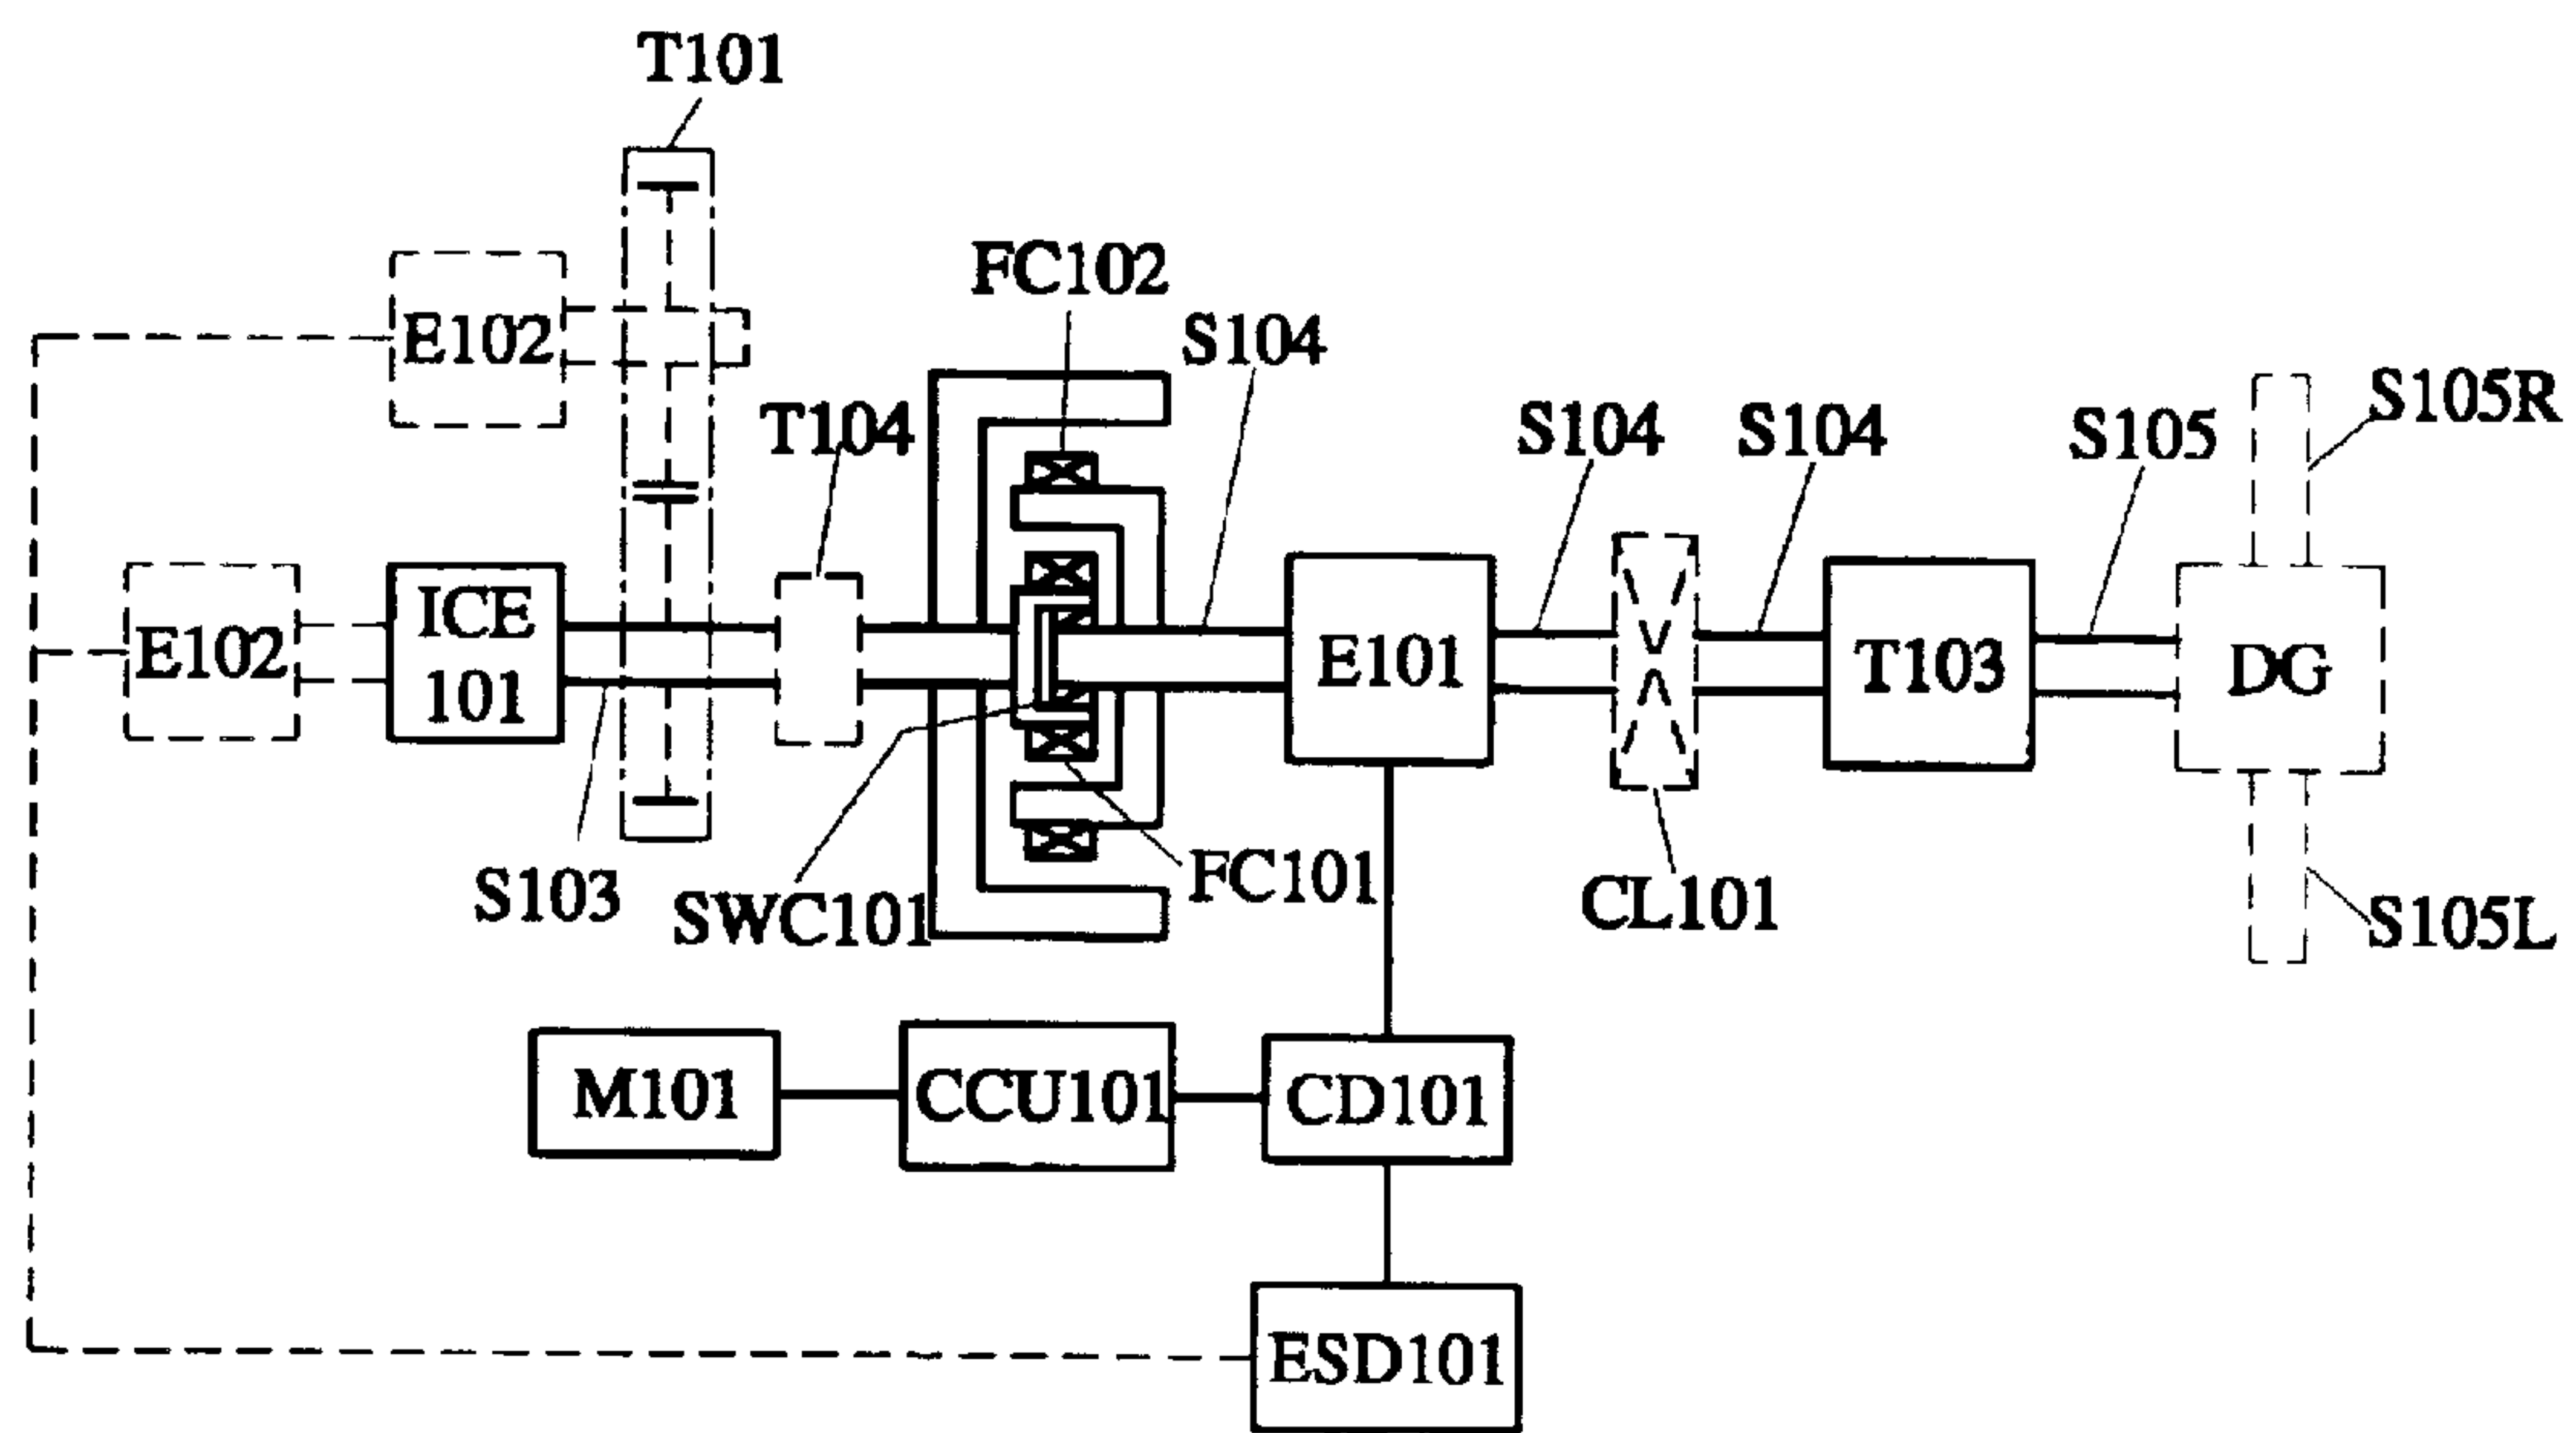 T101
FC102
E102
S104
T104
S104
S104
S105
S105R
E102
ICE
101
E101
T103
DG
S103
SWC101
FC101
CL101
S105L
M101
CCU101
CD101
ESD101